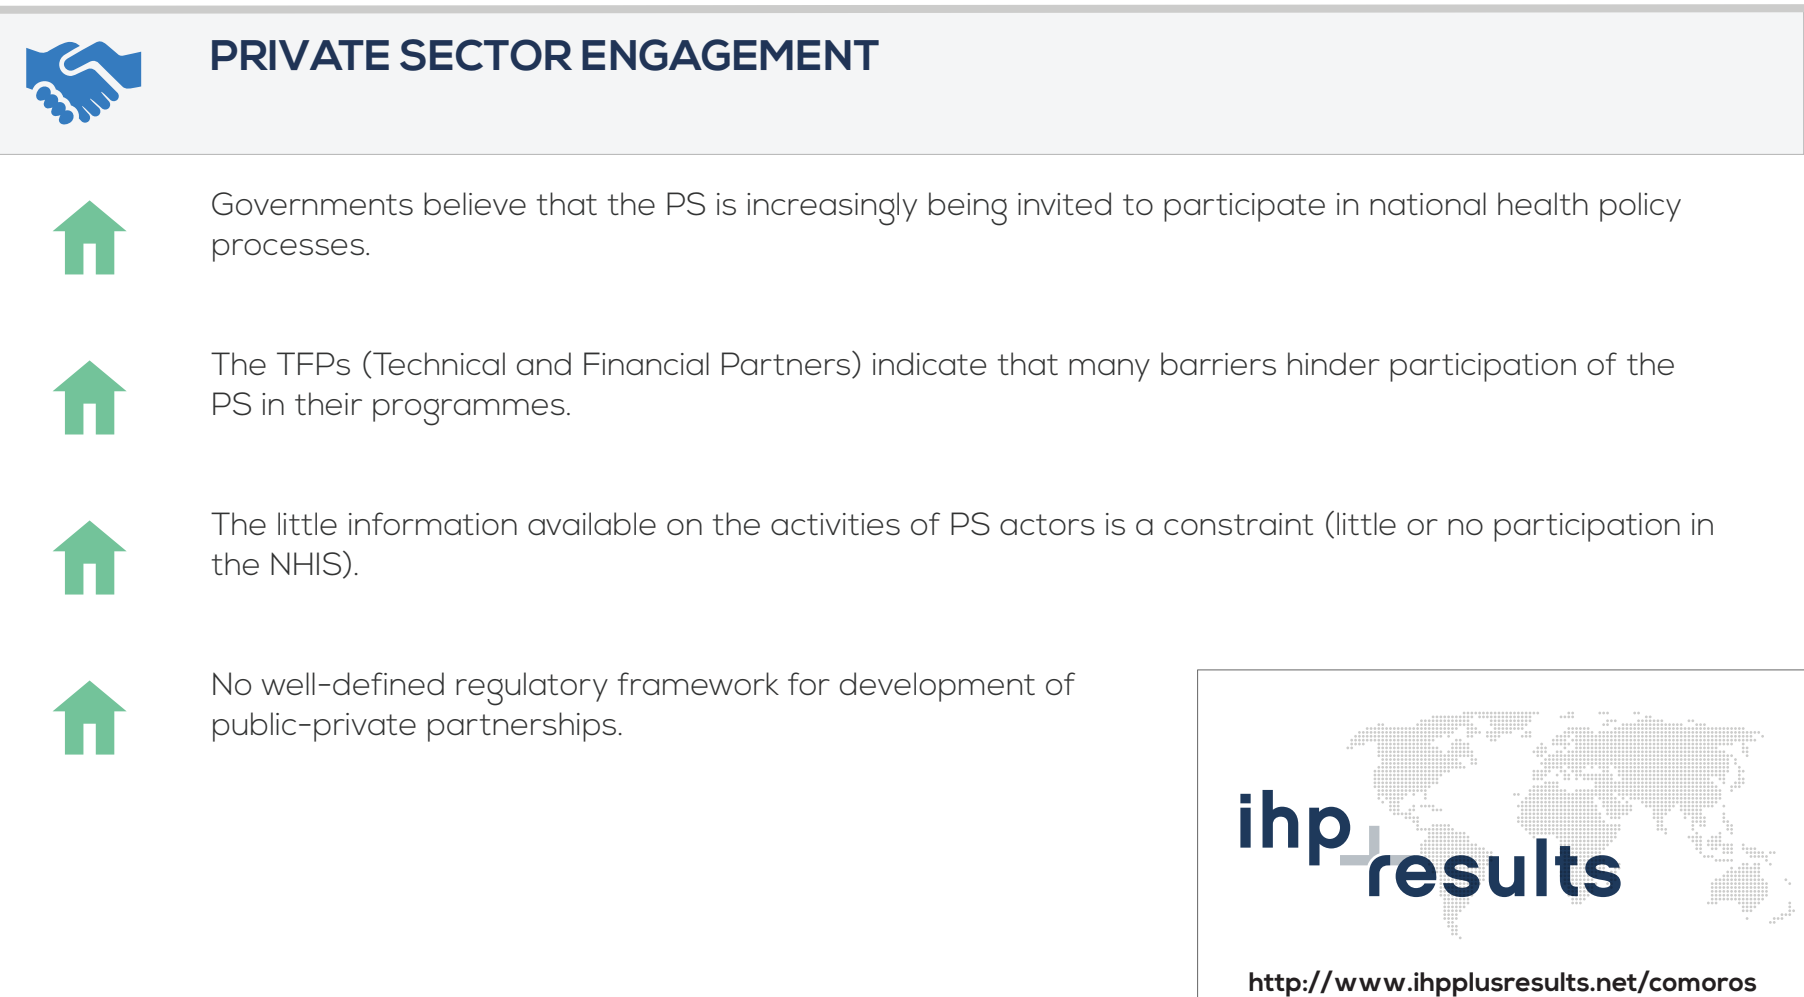 PRIVATE SECTOR ENGAGEMENT
Governments believe that the PS is increasingly being invited to participate in national health policy
processes.
The TFPs (Technical and Financial Partners) indicate that many barriers hinder participation of the
PS in their programmes.
The little information available on the activities of PS actors is a constraint (little or no participation in
the NHIS).
No well-defined regulatory framework for development of
public-private partnerships.
ihp
results
http://www.ihpplusresults.net/comoros